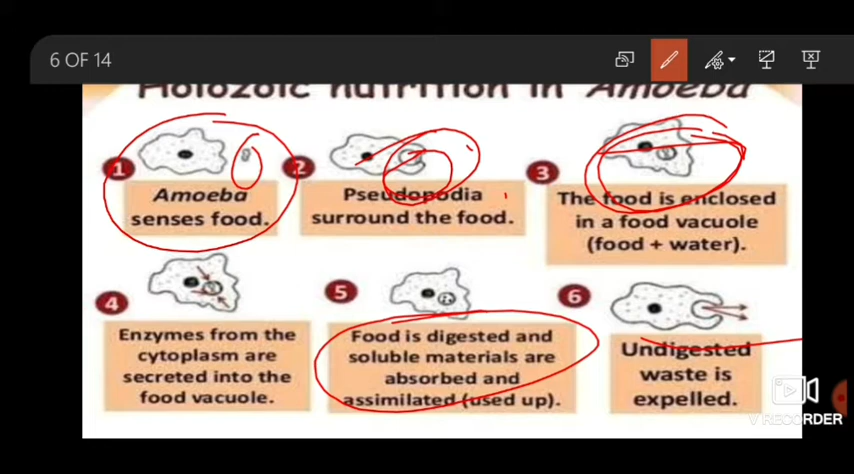 6 OF 14
Holozoic nutrition in Amoeba
1
Amoeba
senses food.
2
Pseudopodia
surround the food.
3
The food is enclosed
in a food vacuole
(food + water).
4
Enzymes from the
cytoplasm are
secreted into the
food vacuole.
5
Food is digested and
soluble materials are
absorbed and
assimilated (used up).
6
Undigested
waste is
expelled.
V RECORDER